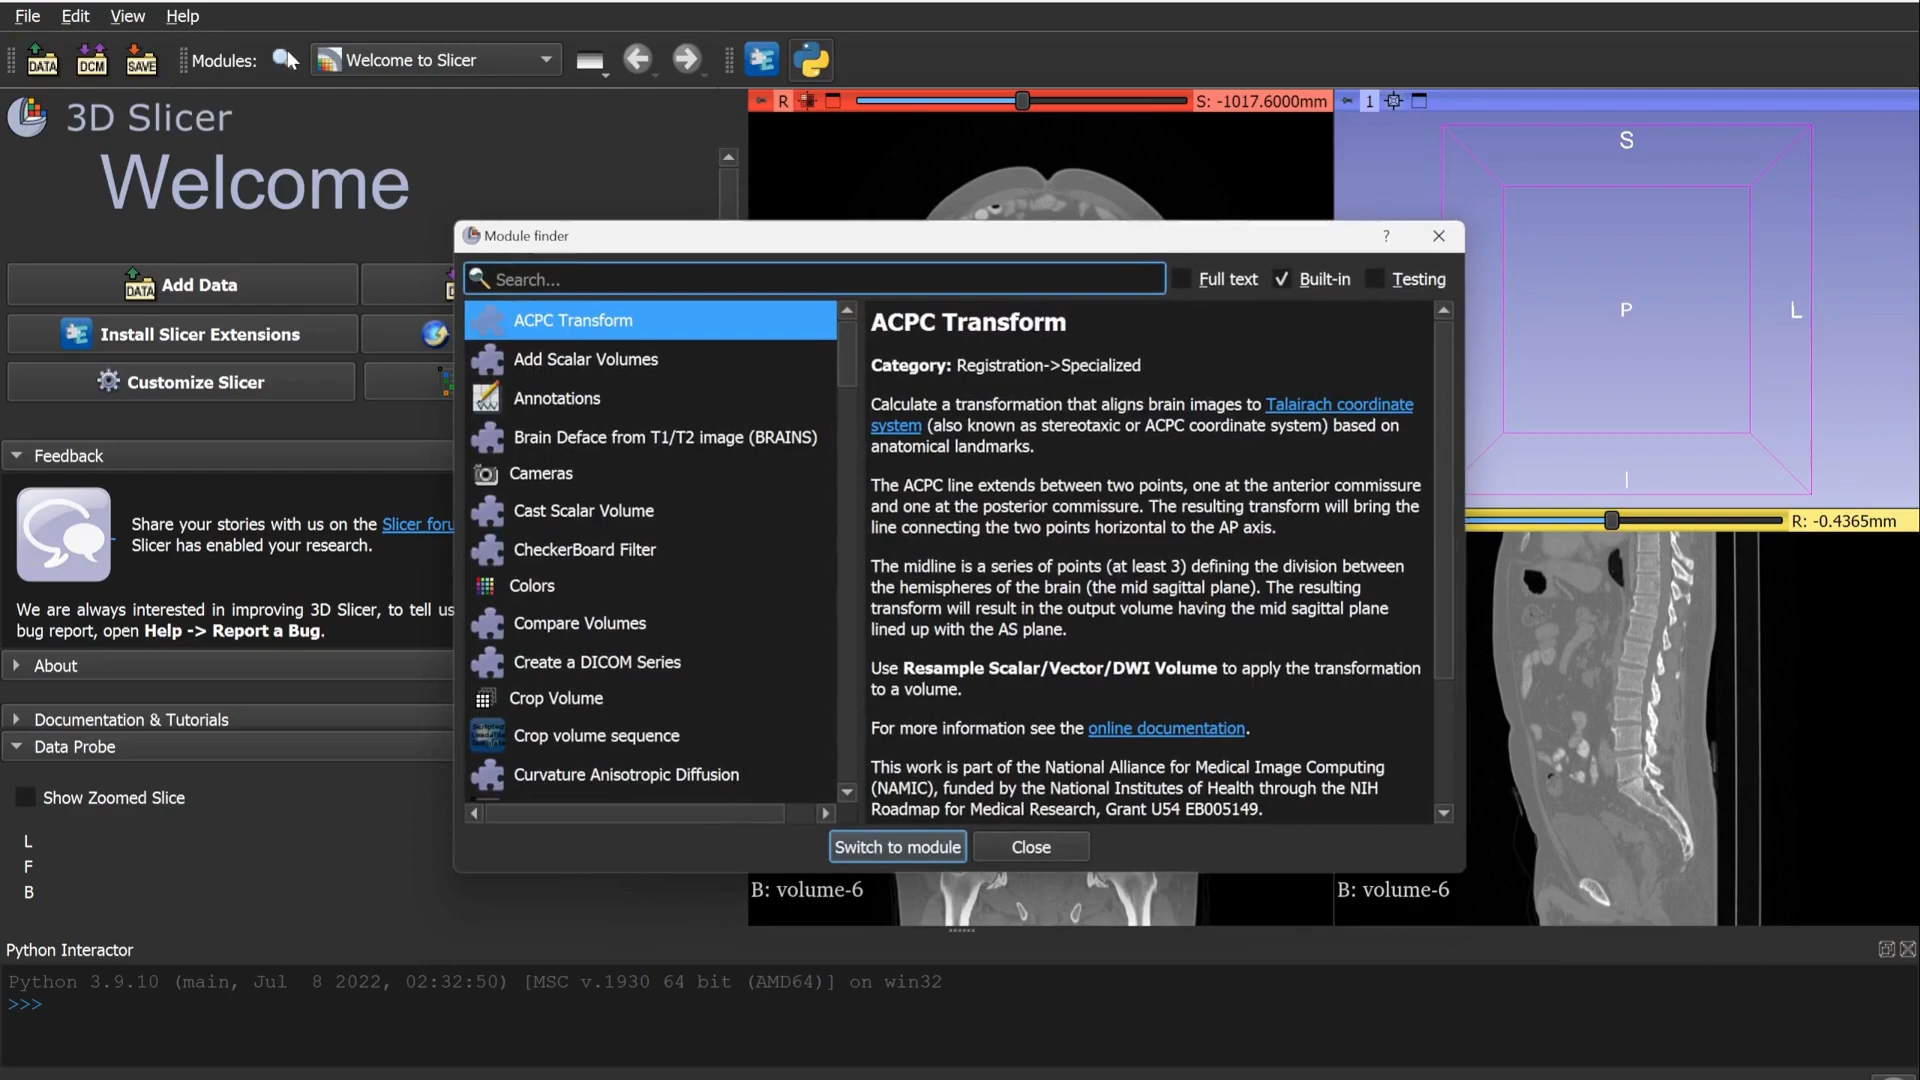 File Edit View Help
DATA DCM SAVE Modules: Welcome to Slicer
3D Slicer
Welcome
Add Data
Install Slicer Extensions
Customize Slicer
Feedback
Share your stories with us on the Slicer foru
Slicer has enabled your research.
We are always interested in improving 3D Slicer, to tell us
bug report, open Help -> Report a Bug.
About
Documentation & Tutorials
Data Probe
Show Zoomed Slice
L
F
B
R S: -1017.6000mm
1
S
P
L
I
R: -0.4365mm
B: volume-6
B: volume-6
Module finder
Search... Full text Built-in Testing
ACPC Transform
Add Scalar Volumes
Annotations
Brain Deface from T1/T2 image (BRAINS)
Cameras
Cast Scalar Volume
CheckerBoard Filter
Colors
Compare Volumes
Create a DICOM Series
Crop Volume
Crop volume sequence
Curvature Anisotropic Diffusion
ACPC Transform
Category: Registration->Specialized
Calculate a transformation that aligns brain images to Talairach coordinate
system (also known as stereotaxic or ACPC coordinate system) based on
anatomical landmarks.
The ACPC line extends between two points, one at the anterior commissure
and one at the posterior commissure. The resulting transform will bring the
line connecting the two points horizontal to the AP axis.
The midline is a series of points (at least 3) defining the division between
the hemispheres of the brain (the mid sagittal plane). The resulting
transform will result in the output volume having the mid sagittal plane
lined up with the AS plane.
Use Resample Scalar/Vector/DWI Volume to apply the transformation
to a volume.
For more information see the online documentation.
This work is part of the National Alliance for Medical Image Computing
(NAMIC), funded by the National Institutes of Health through the NIH
Roadmap for Medical Research, Grant U54 EB005149.
Switch to module Close
Python Interactor
Python 3.9.10 (main, Jul  8 2022, 02:32:50) [MSC v.1930 64 bit (AMD64)] on win32
>>>